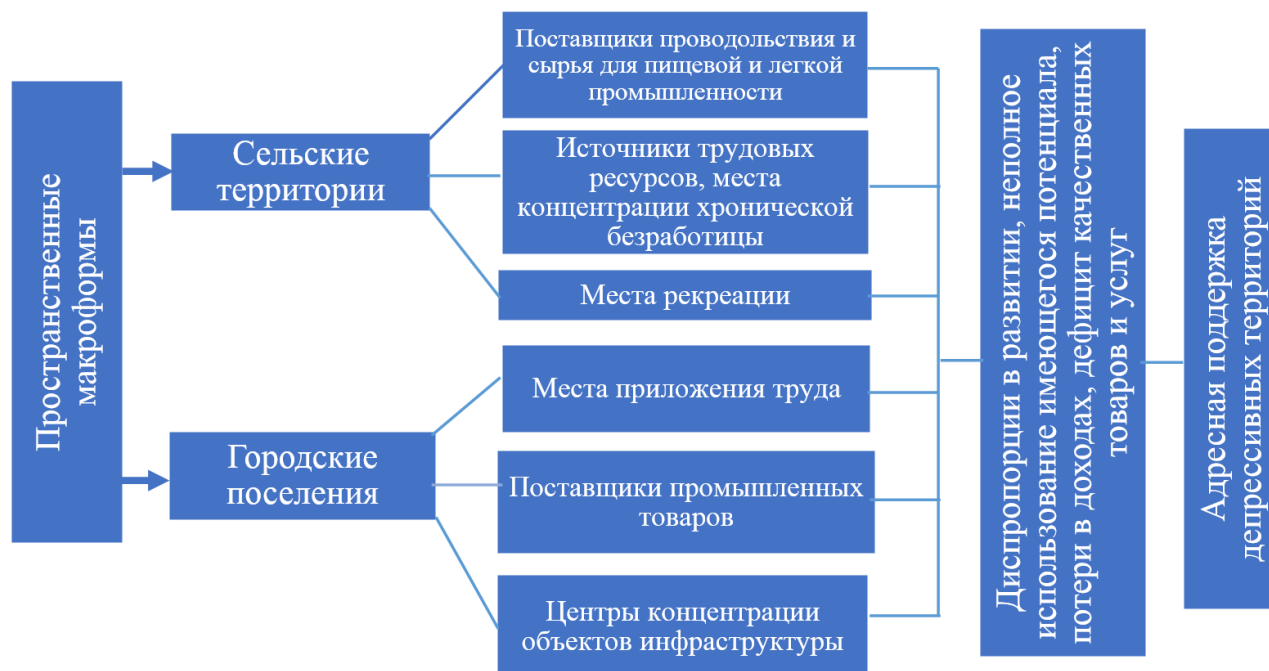 Пространственные
макроформы
Сельские
территории
Городские
поселения
Поставщики проводольствия и
сырья для пищевой и легкой
промышленности
Источники трудовых
ресурсов, места
концентрации хронической
безработицы
Места рекреации
Места приложения труда
Поставщики промышленных
товаров
Центры концентрации
объектов инфраструктуры
Диспропорции в развитии, неполное
использование имеющегося потенциала,
потери в доходах, дефицит качественных
товаров и услуг
Адресная поддержка
депрессивных территорий